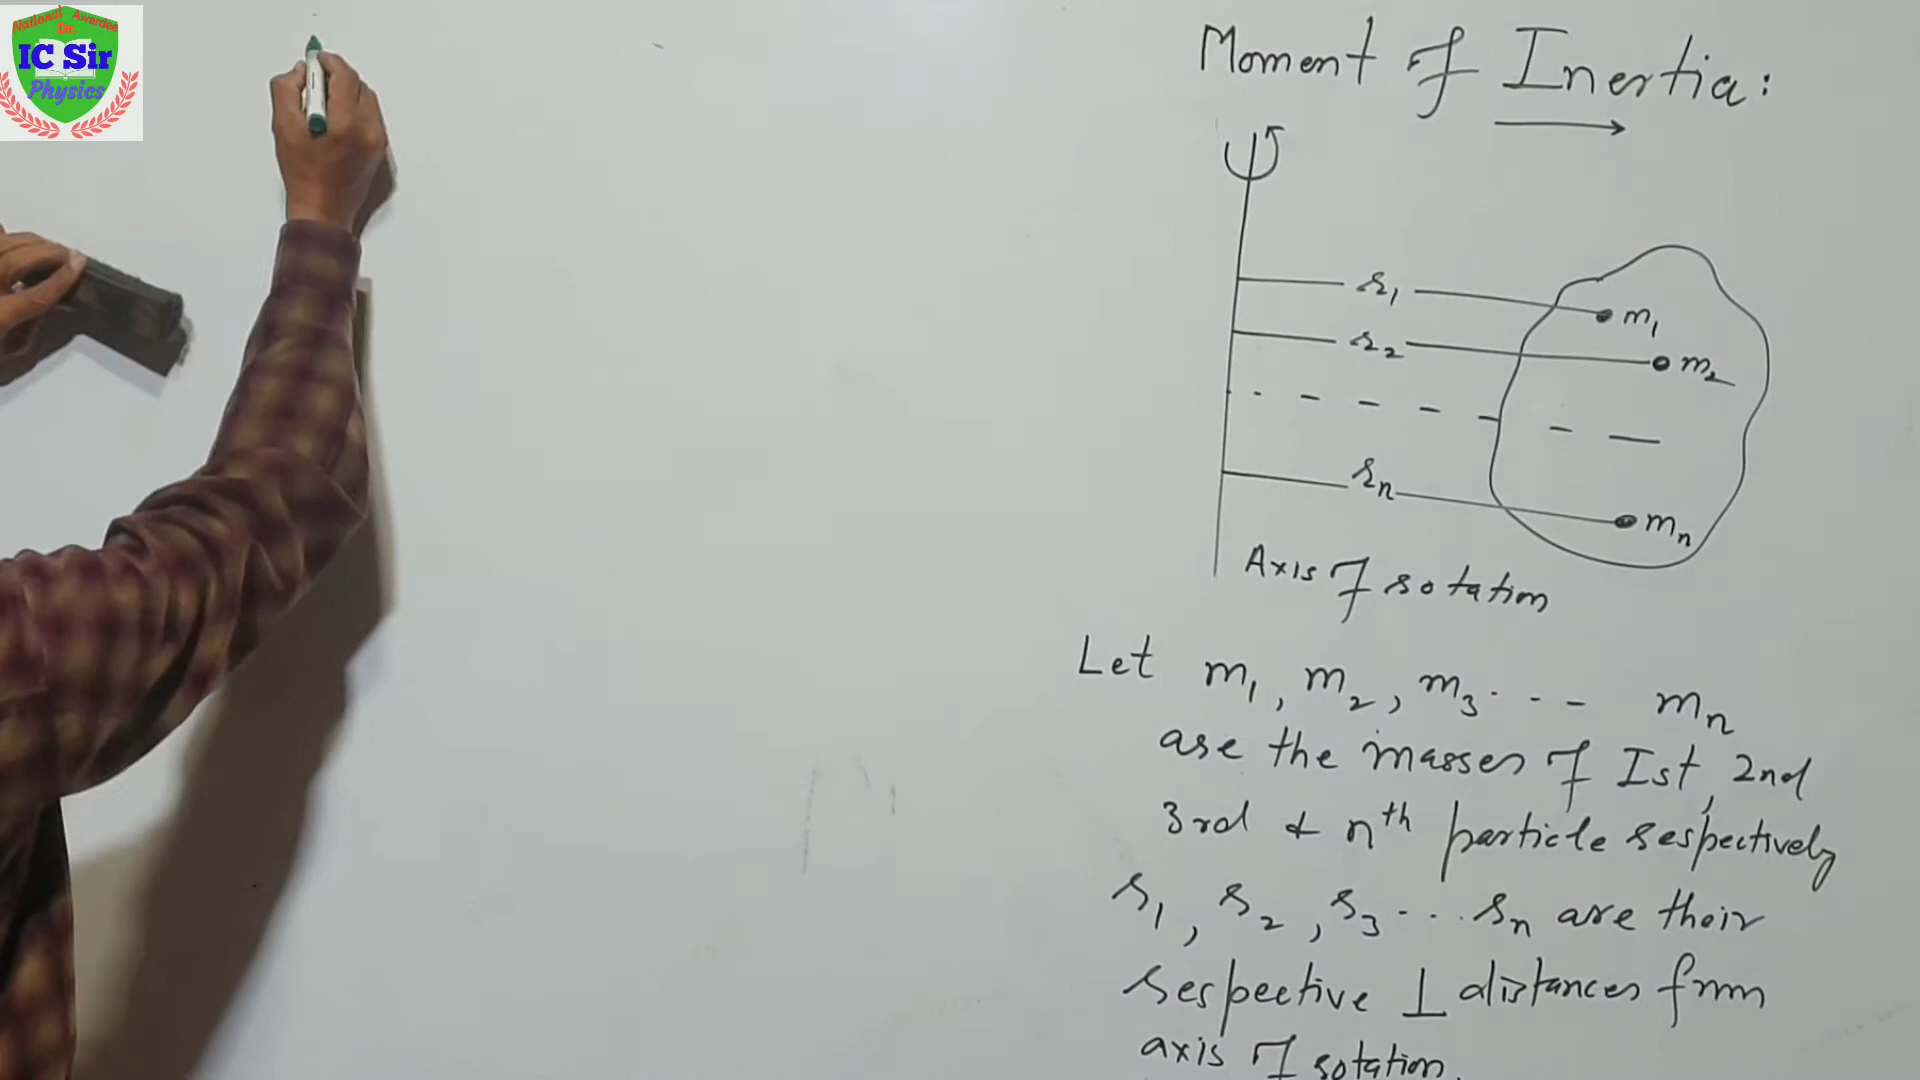 National Awardee
Dr.
IC Sir
Physics
Moment of Inertia:
r1
m1
r2
m2
rn
mn
Axis of rotation
Let m1, m2, m3 . - - mn
are the masses of Ist, 2nd
3rd & nth particle respectively
r1, r2, r3 - . . . rn are their
respective ⊥ distances from
axis of rotation.